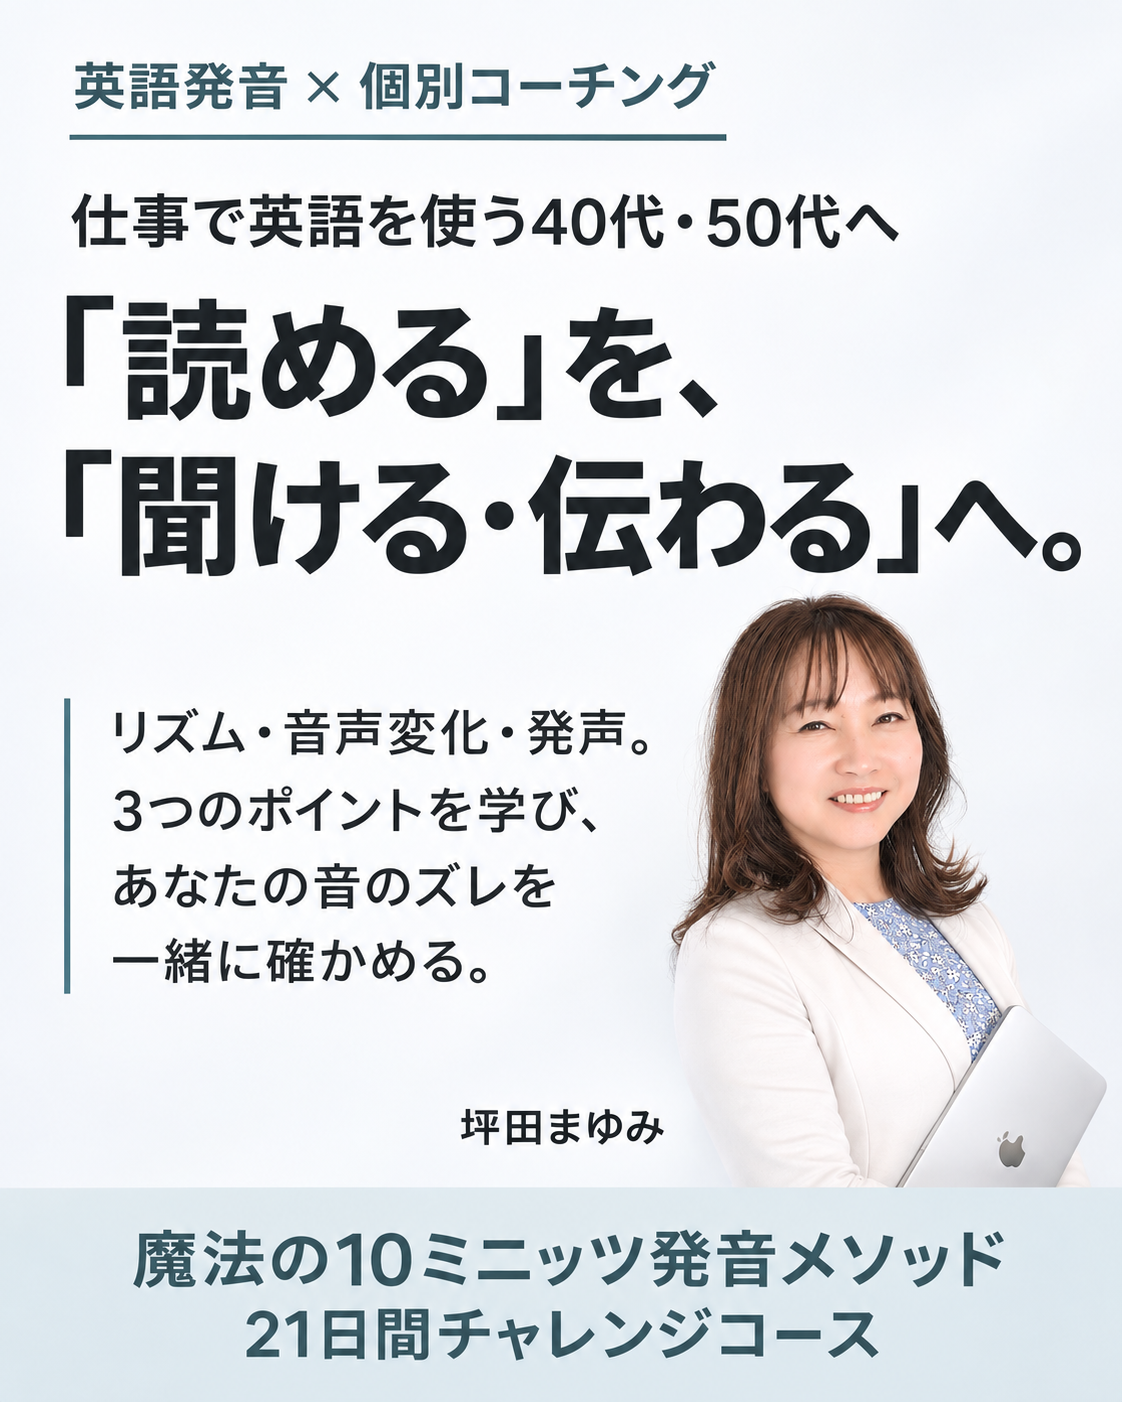 英語発音 × 個別コーチング
仕事で英語を使う40代・50代へ
「読める」を、
「聞ける・伝わる」へ。
リズム・音声変化・発声。
3つのポイントを学び、
あなたの音のズレを
一緒に確かめる。
坪田まゆみ
魔法の10ミニッツ発音メソッド
21日間チャレンジコース